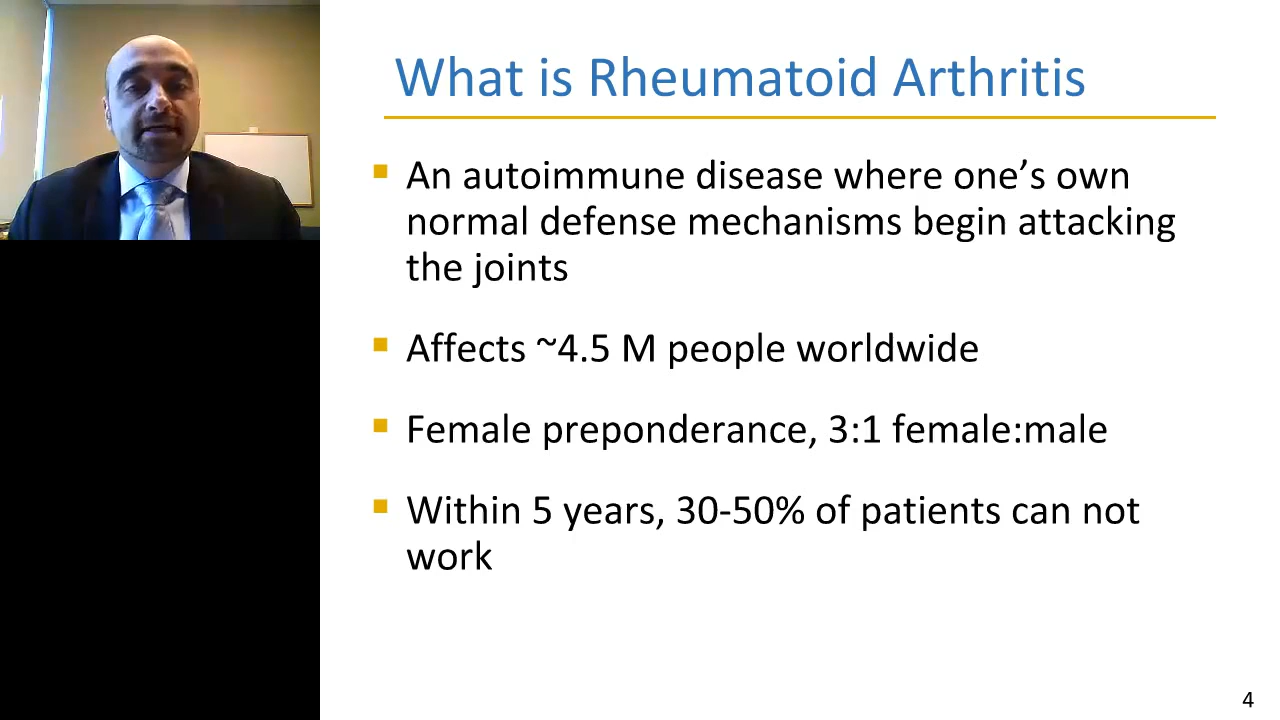 What is Rheumatoid Arthritis
An autoimmune disease where one’s own
normal defense mechanisms begin attacking
the joints
Affects ~4.5 M people worldwide
Female preponderance, 3:1 female:male
Within 5 years, 30-50% of patients can not
work
4